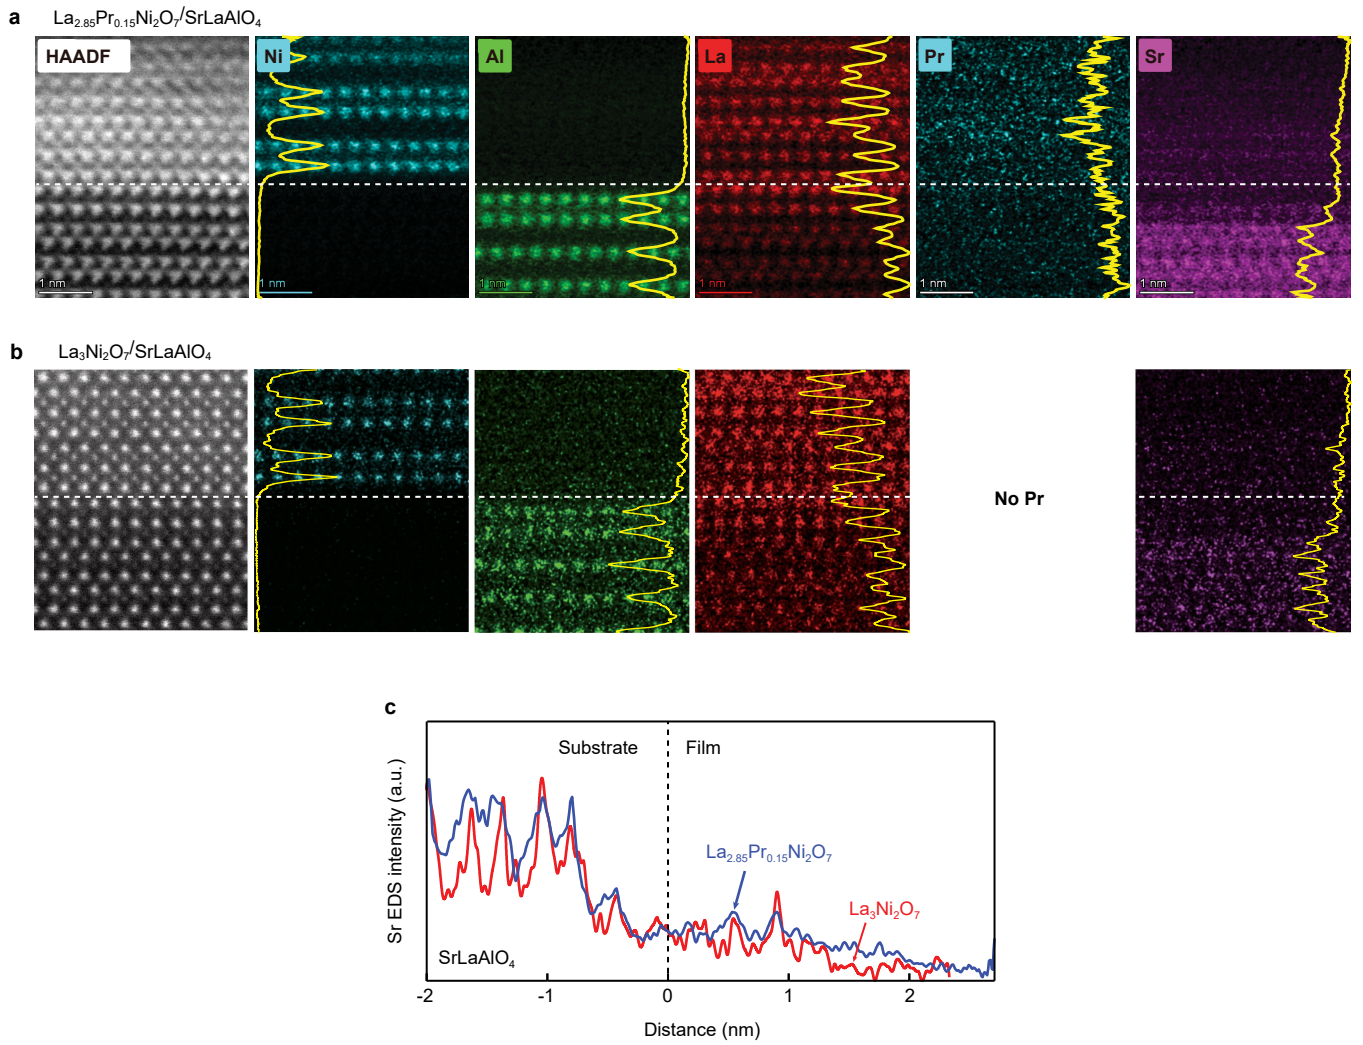 a La₂.₈₅Pr₀.₁₅Ni₂O₇/SrLaAlO₄
HAADF Ni Al La Pr Sr
1 nm 1 nm 1 nm 1 nm 1 nm 1 nm
b La₃Ni₂O₇/SrLaAlO₄
No Pr
c
Substrate Film
La₂.₈₅Pr₀.₁₅Ni₂O₇
La₃Ni₂O₇
SrLaAlO₄
Sr EDS intensity (a.u.)
-2 -1 0 1 2
Distance (nm)